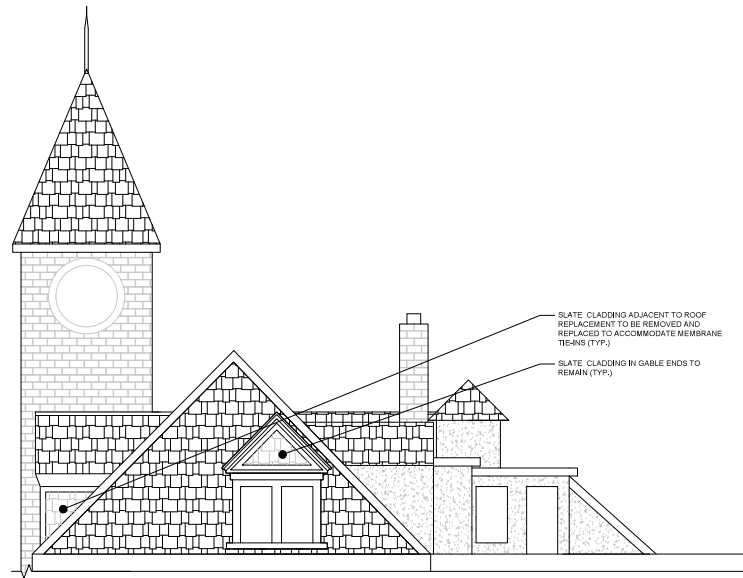 SLATE CLADDING ADJACENT TO ROOF
REPLACEMENT TO BE REMOVED AND
REPLACED TO ACCOMMODATE MEMBRANE
TIE-INS (TYP.)
SLATE CLADDING IN GABLE ENDS TO
REMAIN (TYP.)